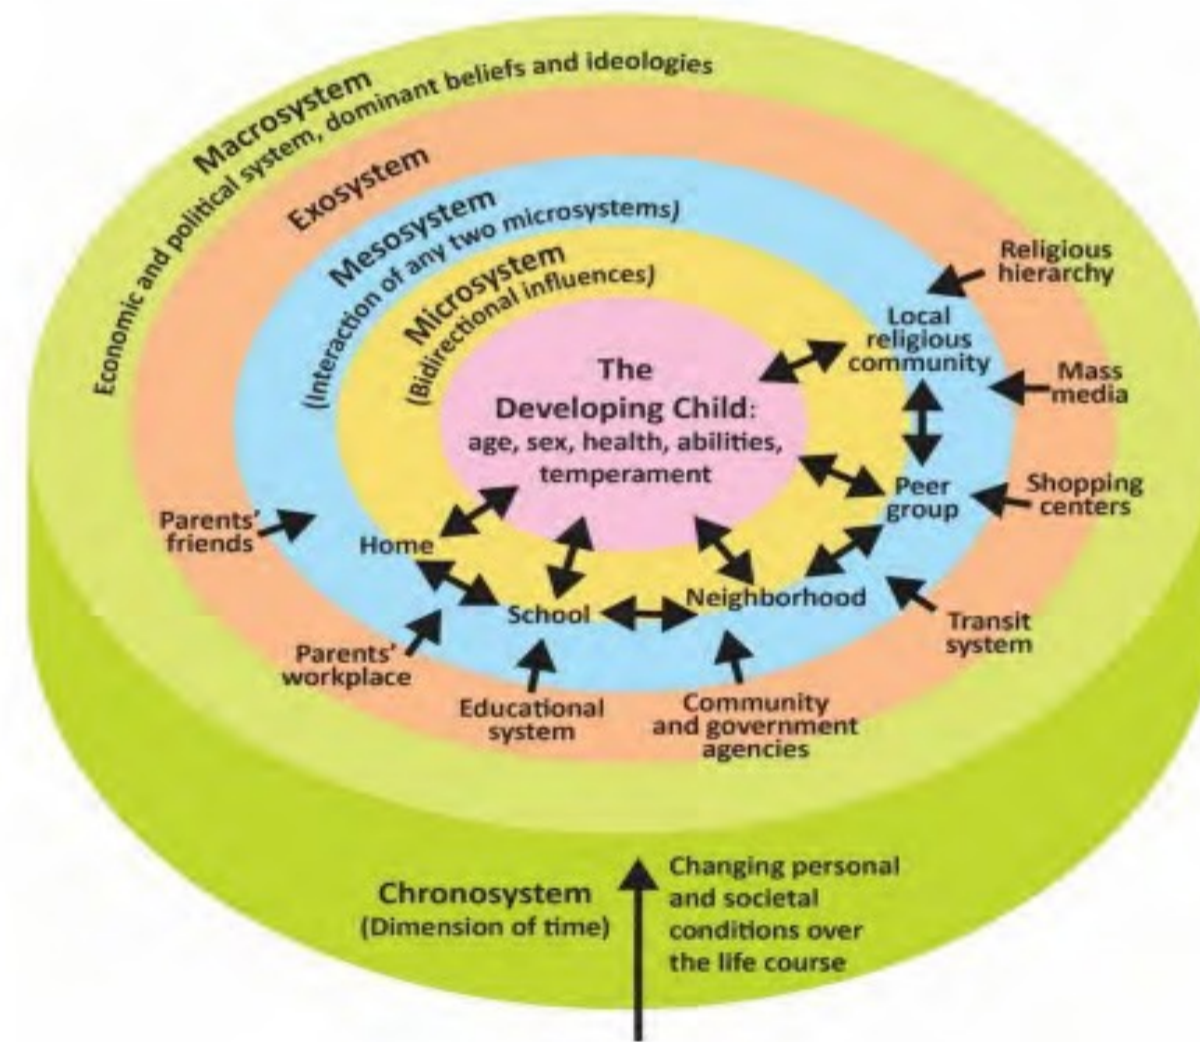 Macrosystem
Economic and political system, dominant beliefs and ideologies
Exosystem
Mesosystem
(Interaction of any two microsystems)
Microsystem
(Bidirectional influences)
The
Developing Child:
age, sex, health, abilities,
temperament
Religious
hierarchy
Local
religious
community
Mass
media
Peer
group
Shopping
centers
Parents'
friends
Home
School
Neighborhood
Transit
system
Parents'
workplace
Educational
system
Community
and government
agencies
Chronosystem
(Dimension of time)
Changing personal
and societal
conditions over
the life course